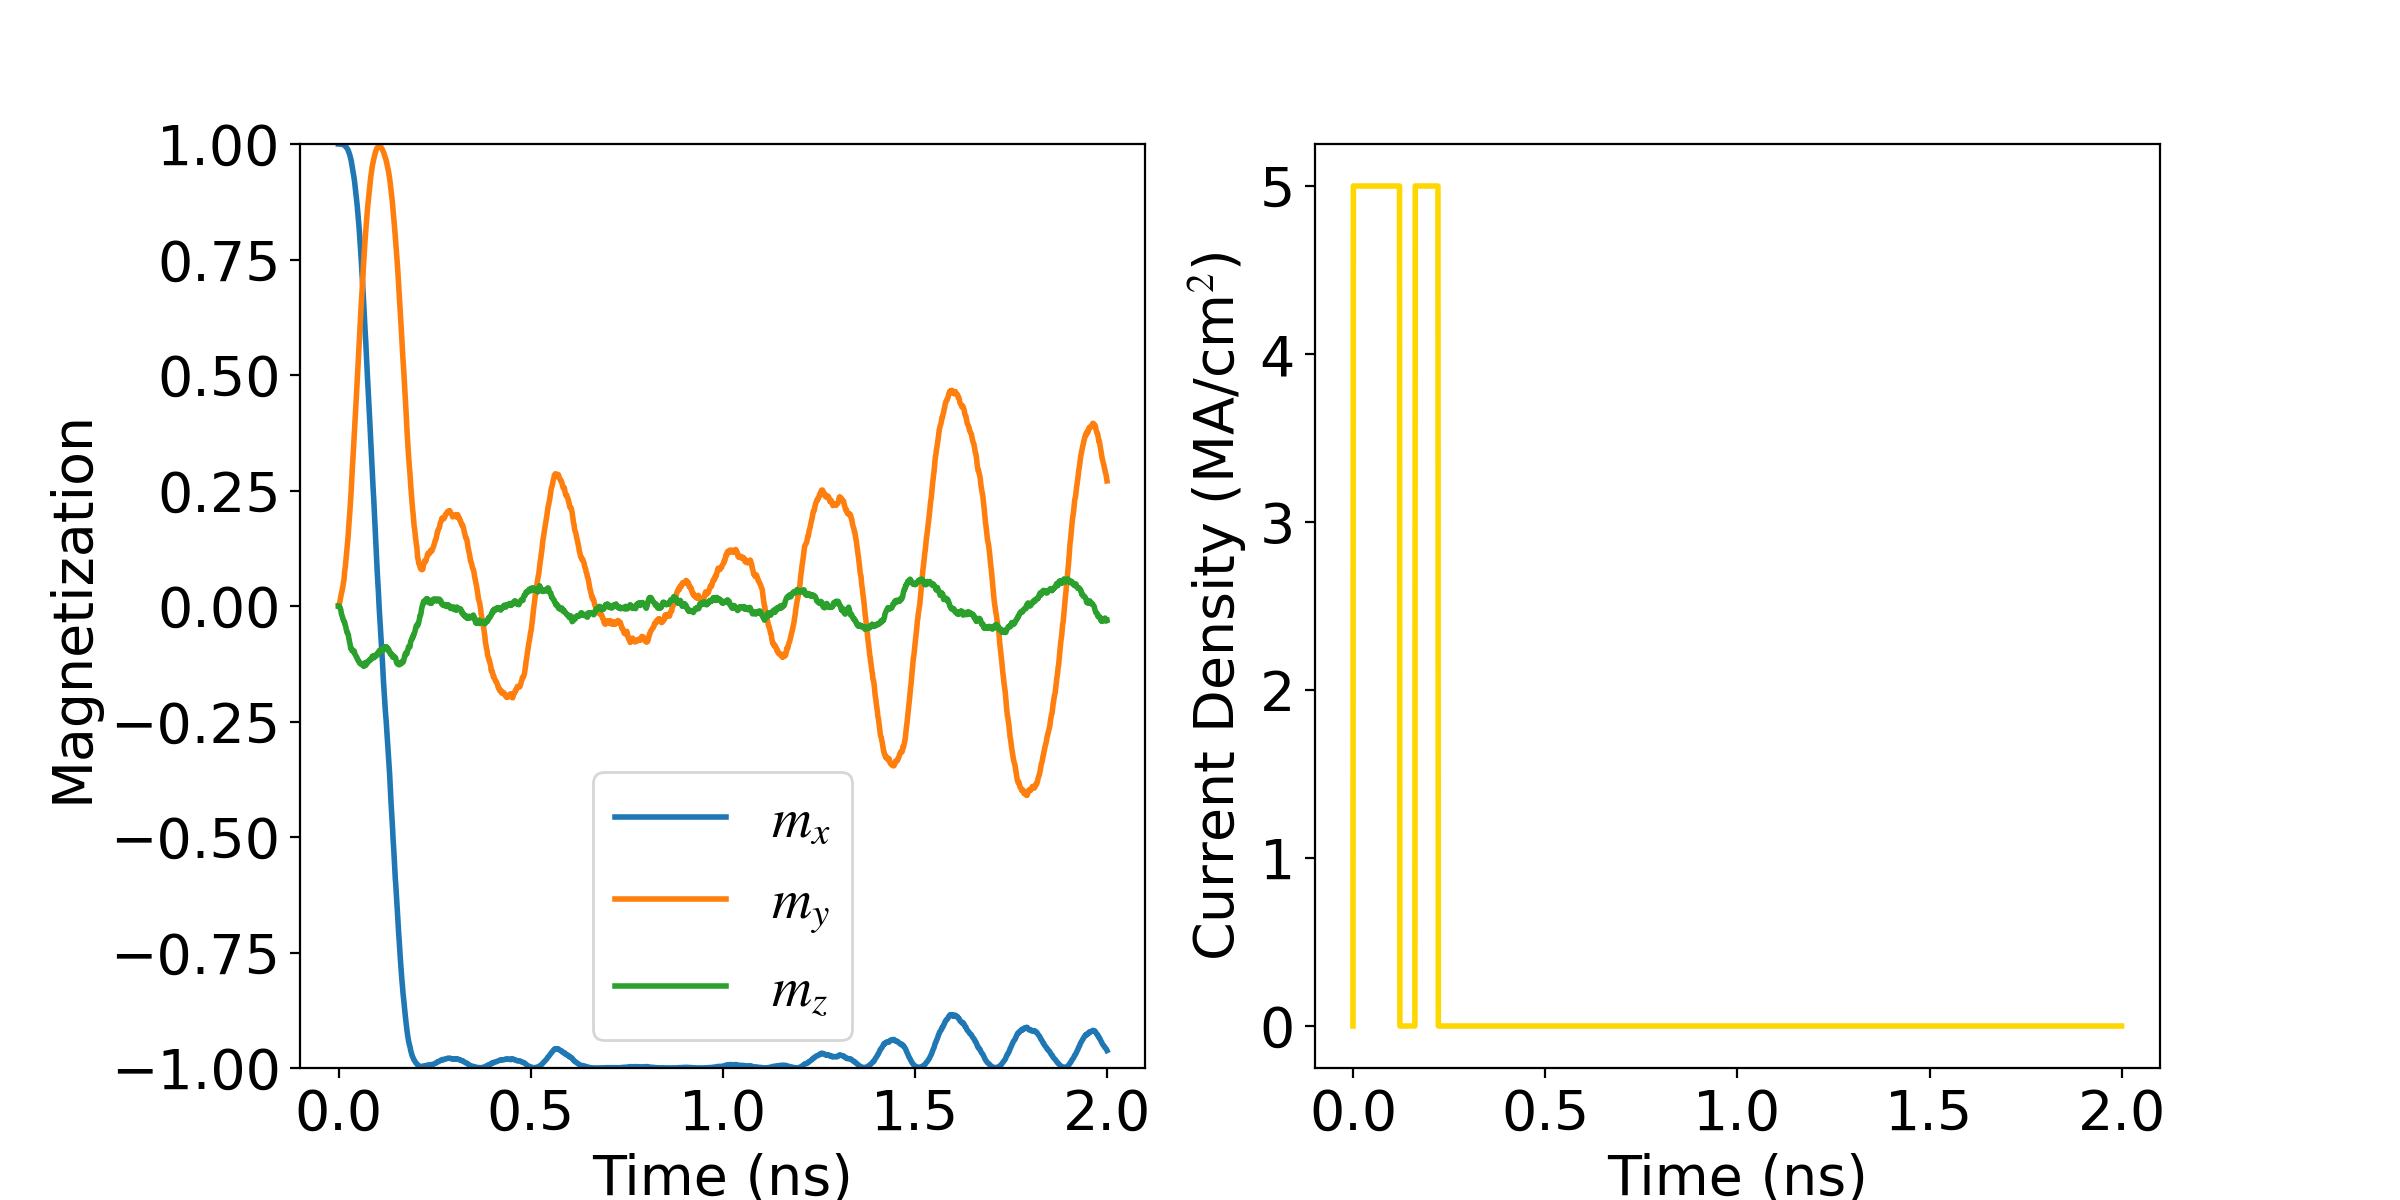 1.00
0.75
0.50
0.25
0.00
−0.25
−0.50
−0.75
−1.00
Magnetization
0.0 0.5 1.0 1.5 2.0
Time (ns)
m_x
m_y
m_z
5
4
3
2
1
0
Current Density (MA/cm²)
0.0 0.5 1.0 1.5 2.0
Time (ns)